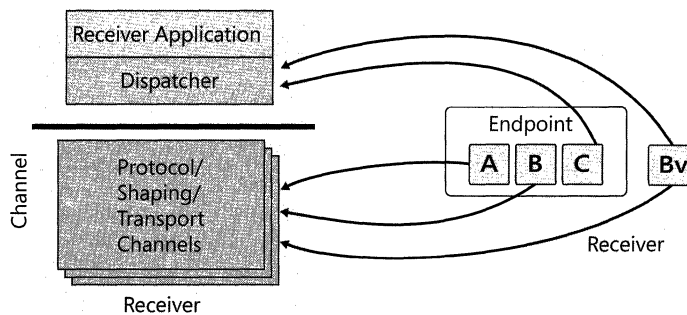 Receiver Application
Dispatcher
Endpoint
A B C
Bv
Channel
Protocol/
Shaping/
Transport
Channels
Receiver
Receiver